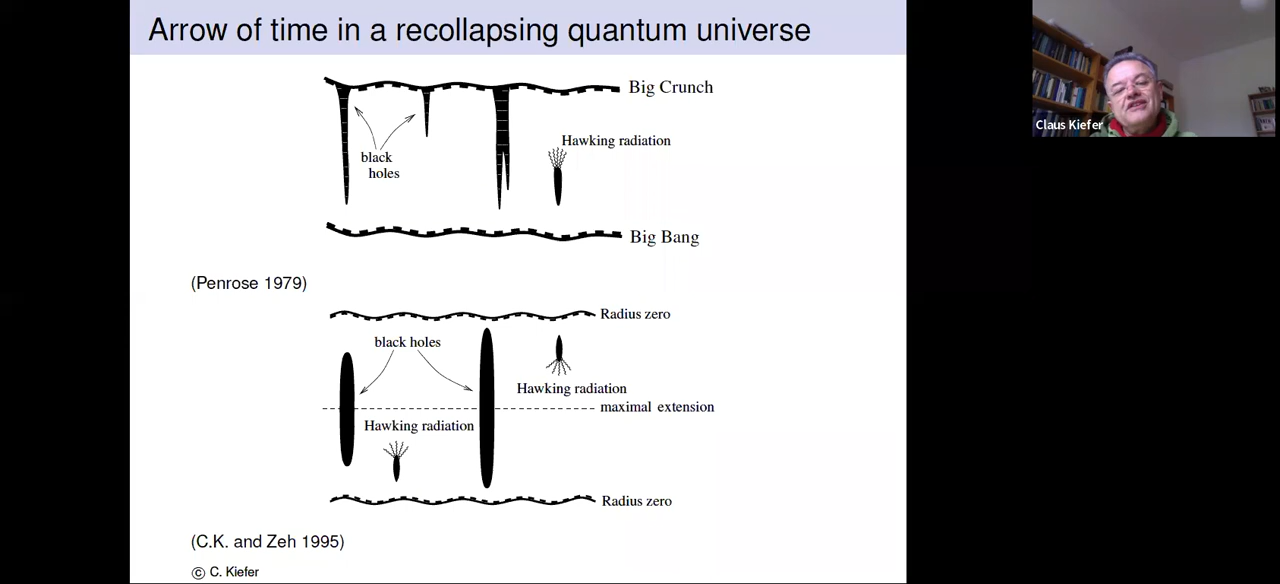 Arrow of time in a recollapsing quantum universe
Big Crunch
Hawking radiation
black
holes
Big Bang
(Penrose 1979)
Radius zero
black holes
Hawking radiation
maximal extension
Hawking radiation
Radius zero
(C.K. and Zeh 1995)
© C. Kiefer
Claus Kiefer